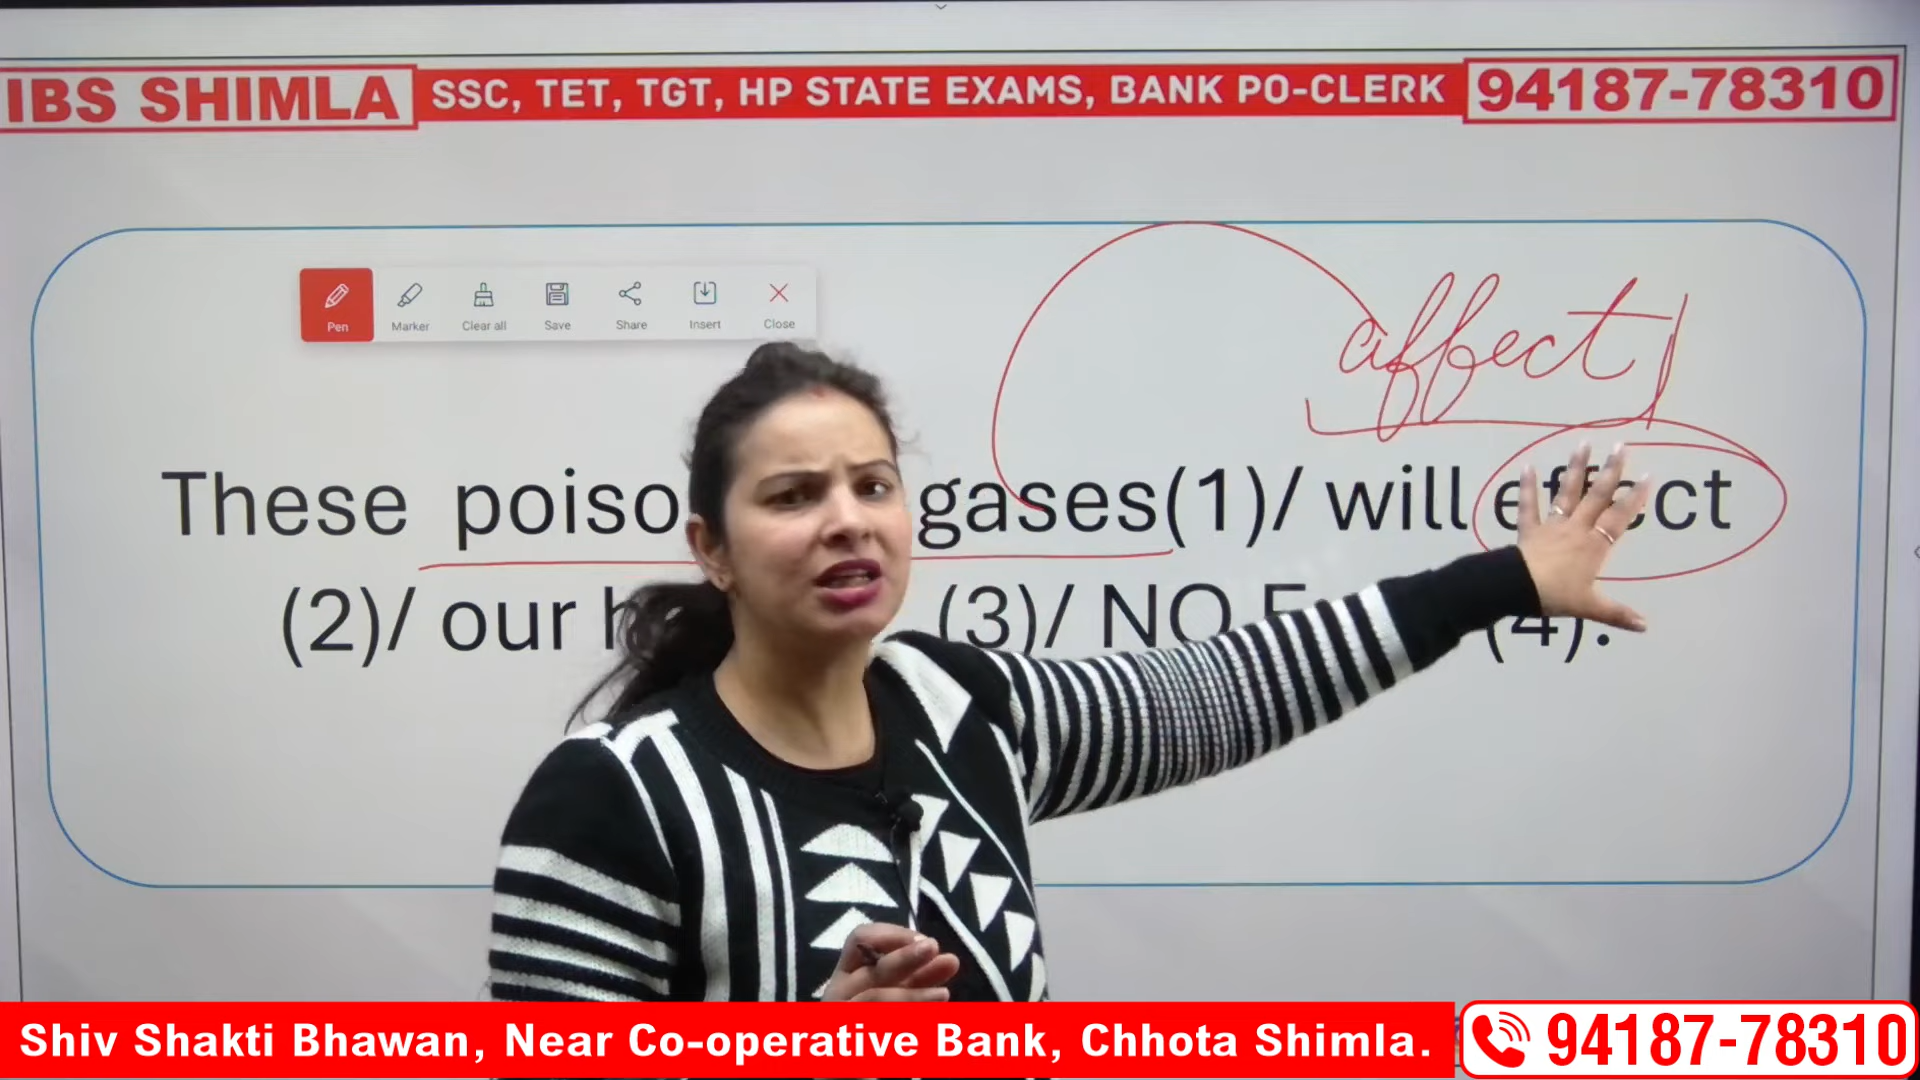 IBS SHIMLA SSC, TET, TGT, HP STATE EXAMS, BANK PO-CLERK 94187-78310
Pen Marker Clear all Save Share Insert Close
affect
These gases(1)/ will effect
(2)/ our (3)/ NO (4).
Shiv Shakti Bhawan, Near Co-operative Bank, Chhota Shimla. 94187-78310